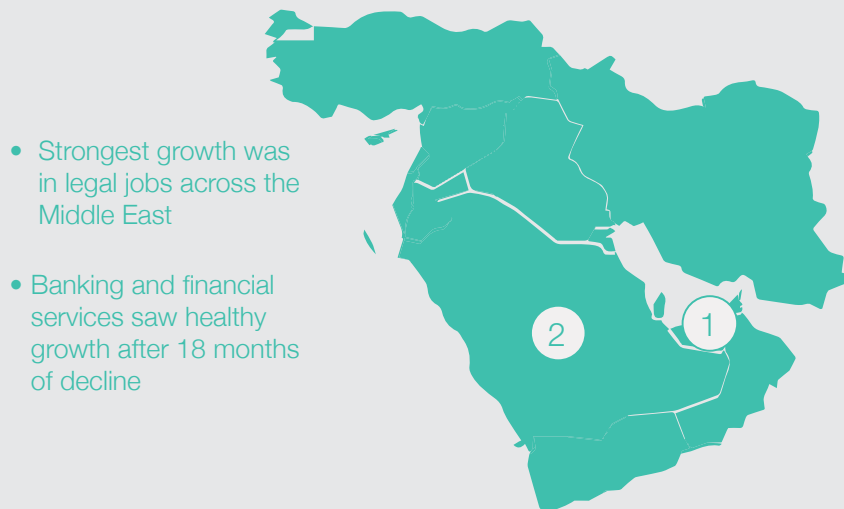 • Strongest growth was
in legal jobs across the
Middle East
• Banking and financial
services saw healthy
growth after 18 months
of decline
1
2